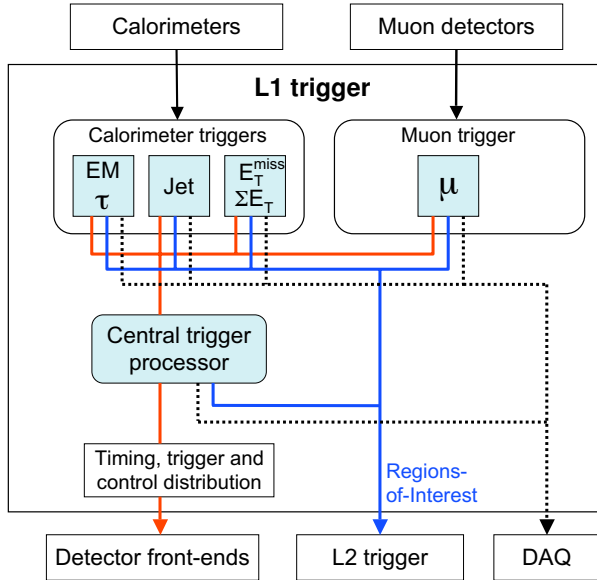 Calorimeters
Muon detectors
L1 trigger
Calorimeter triggers
Muon trigger
EM
τ
Jet
E_T^miss
ΣE_T
μ
Central trigger
processor
Timing, trigger and
control distribution
Regions-
of-Interest
Detector front-ends
L2 trigger
DAQ